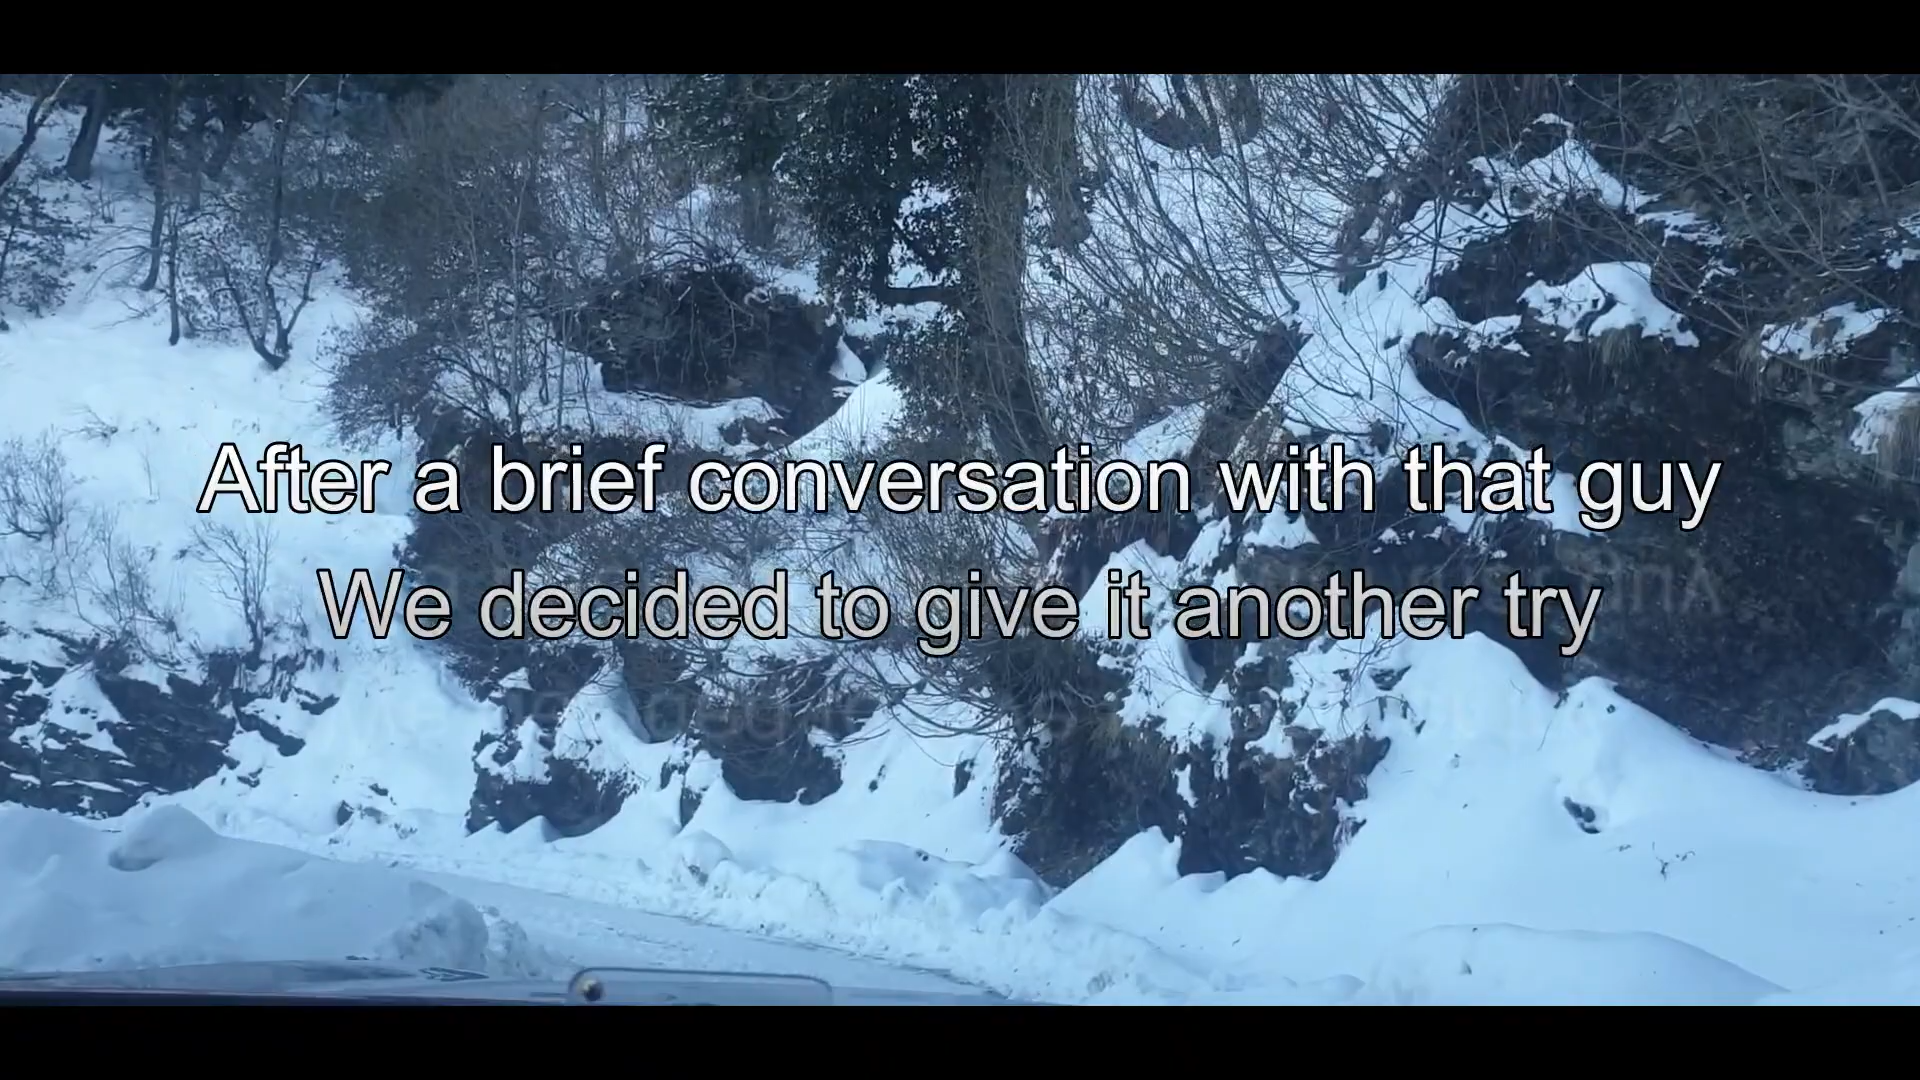 After a brief conversation with that guy
We decided to give it another try